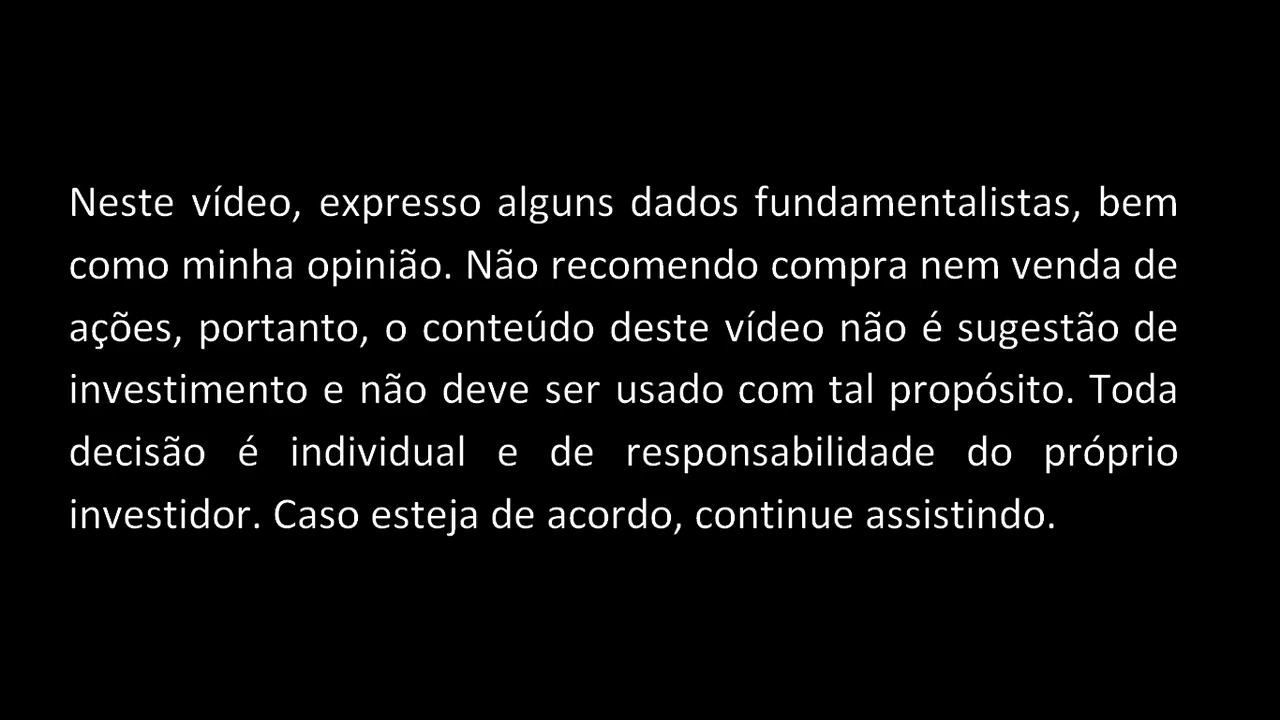 Neste vídeo, expresso alguns dados fundamentalistas, bem
como minha opinião. Não recomendo compra nem venda de
ações, portanto, o conteúdo deste vídeo não é sugestão de
investimento e não deve ser usado com tal propósito. Toda
decisão é individual e de responsabilidade do próprio
investidor. Caso esteja de acordo, continue assistindo.